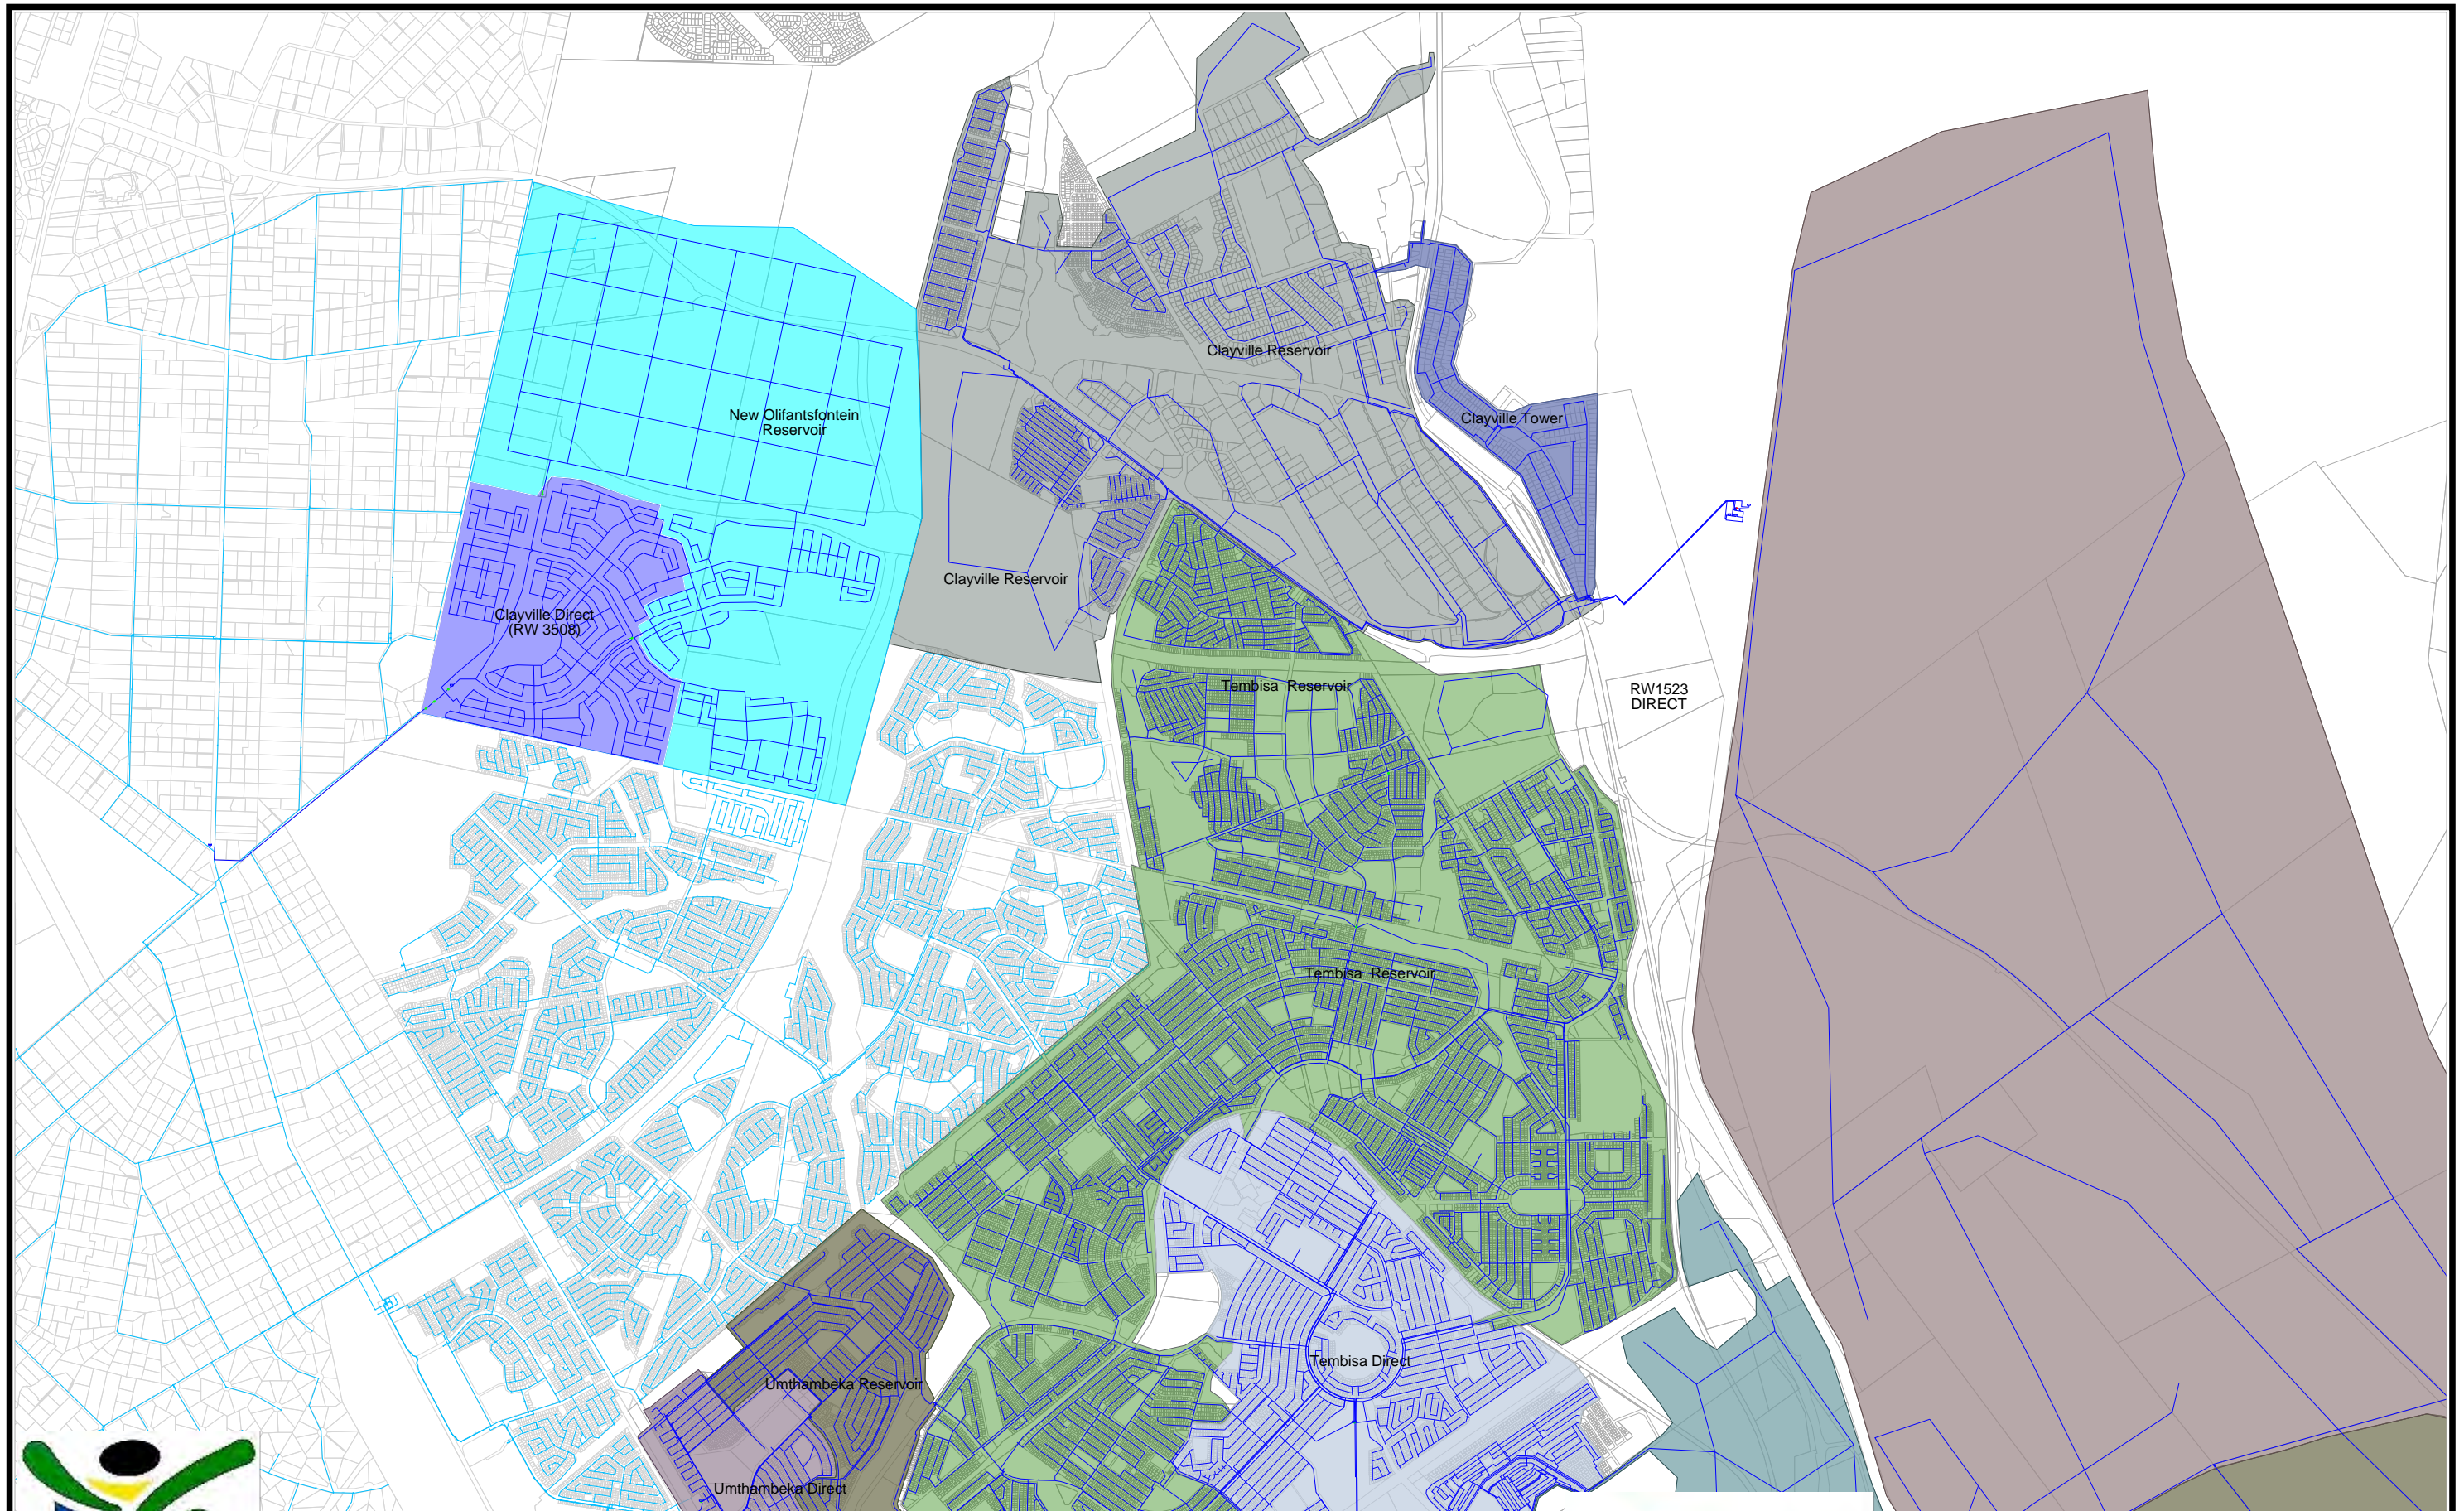 Clayville Reservoir
New Olifantsfontein
Reservoir
Clayville Tower
Clayville Reservoir
Clayville Direct
(RW 3508)
Tembisa Reservoir
RW1523
DIRECT
Tembisa Reservoir
Tembisa Direct
Umthambeka Reservoir
Umthambeka Direct